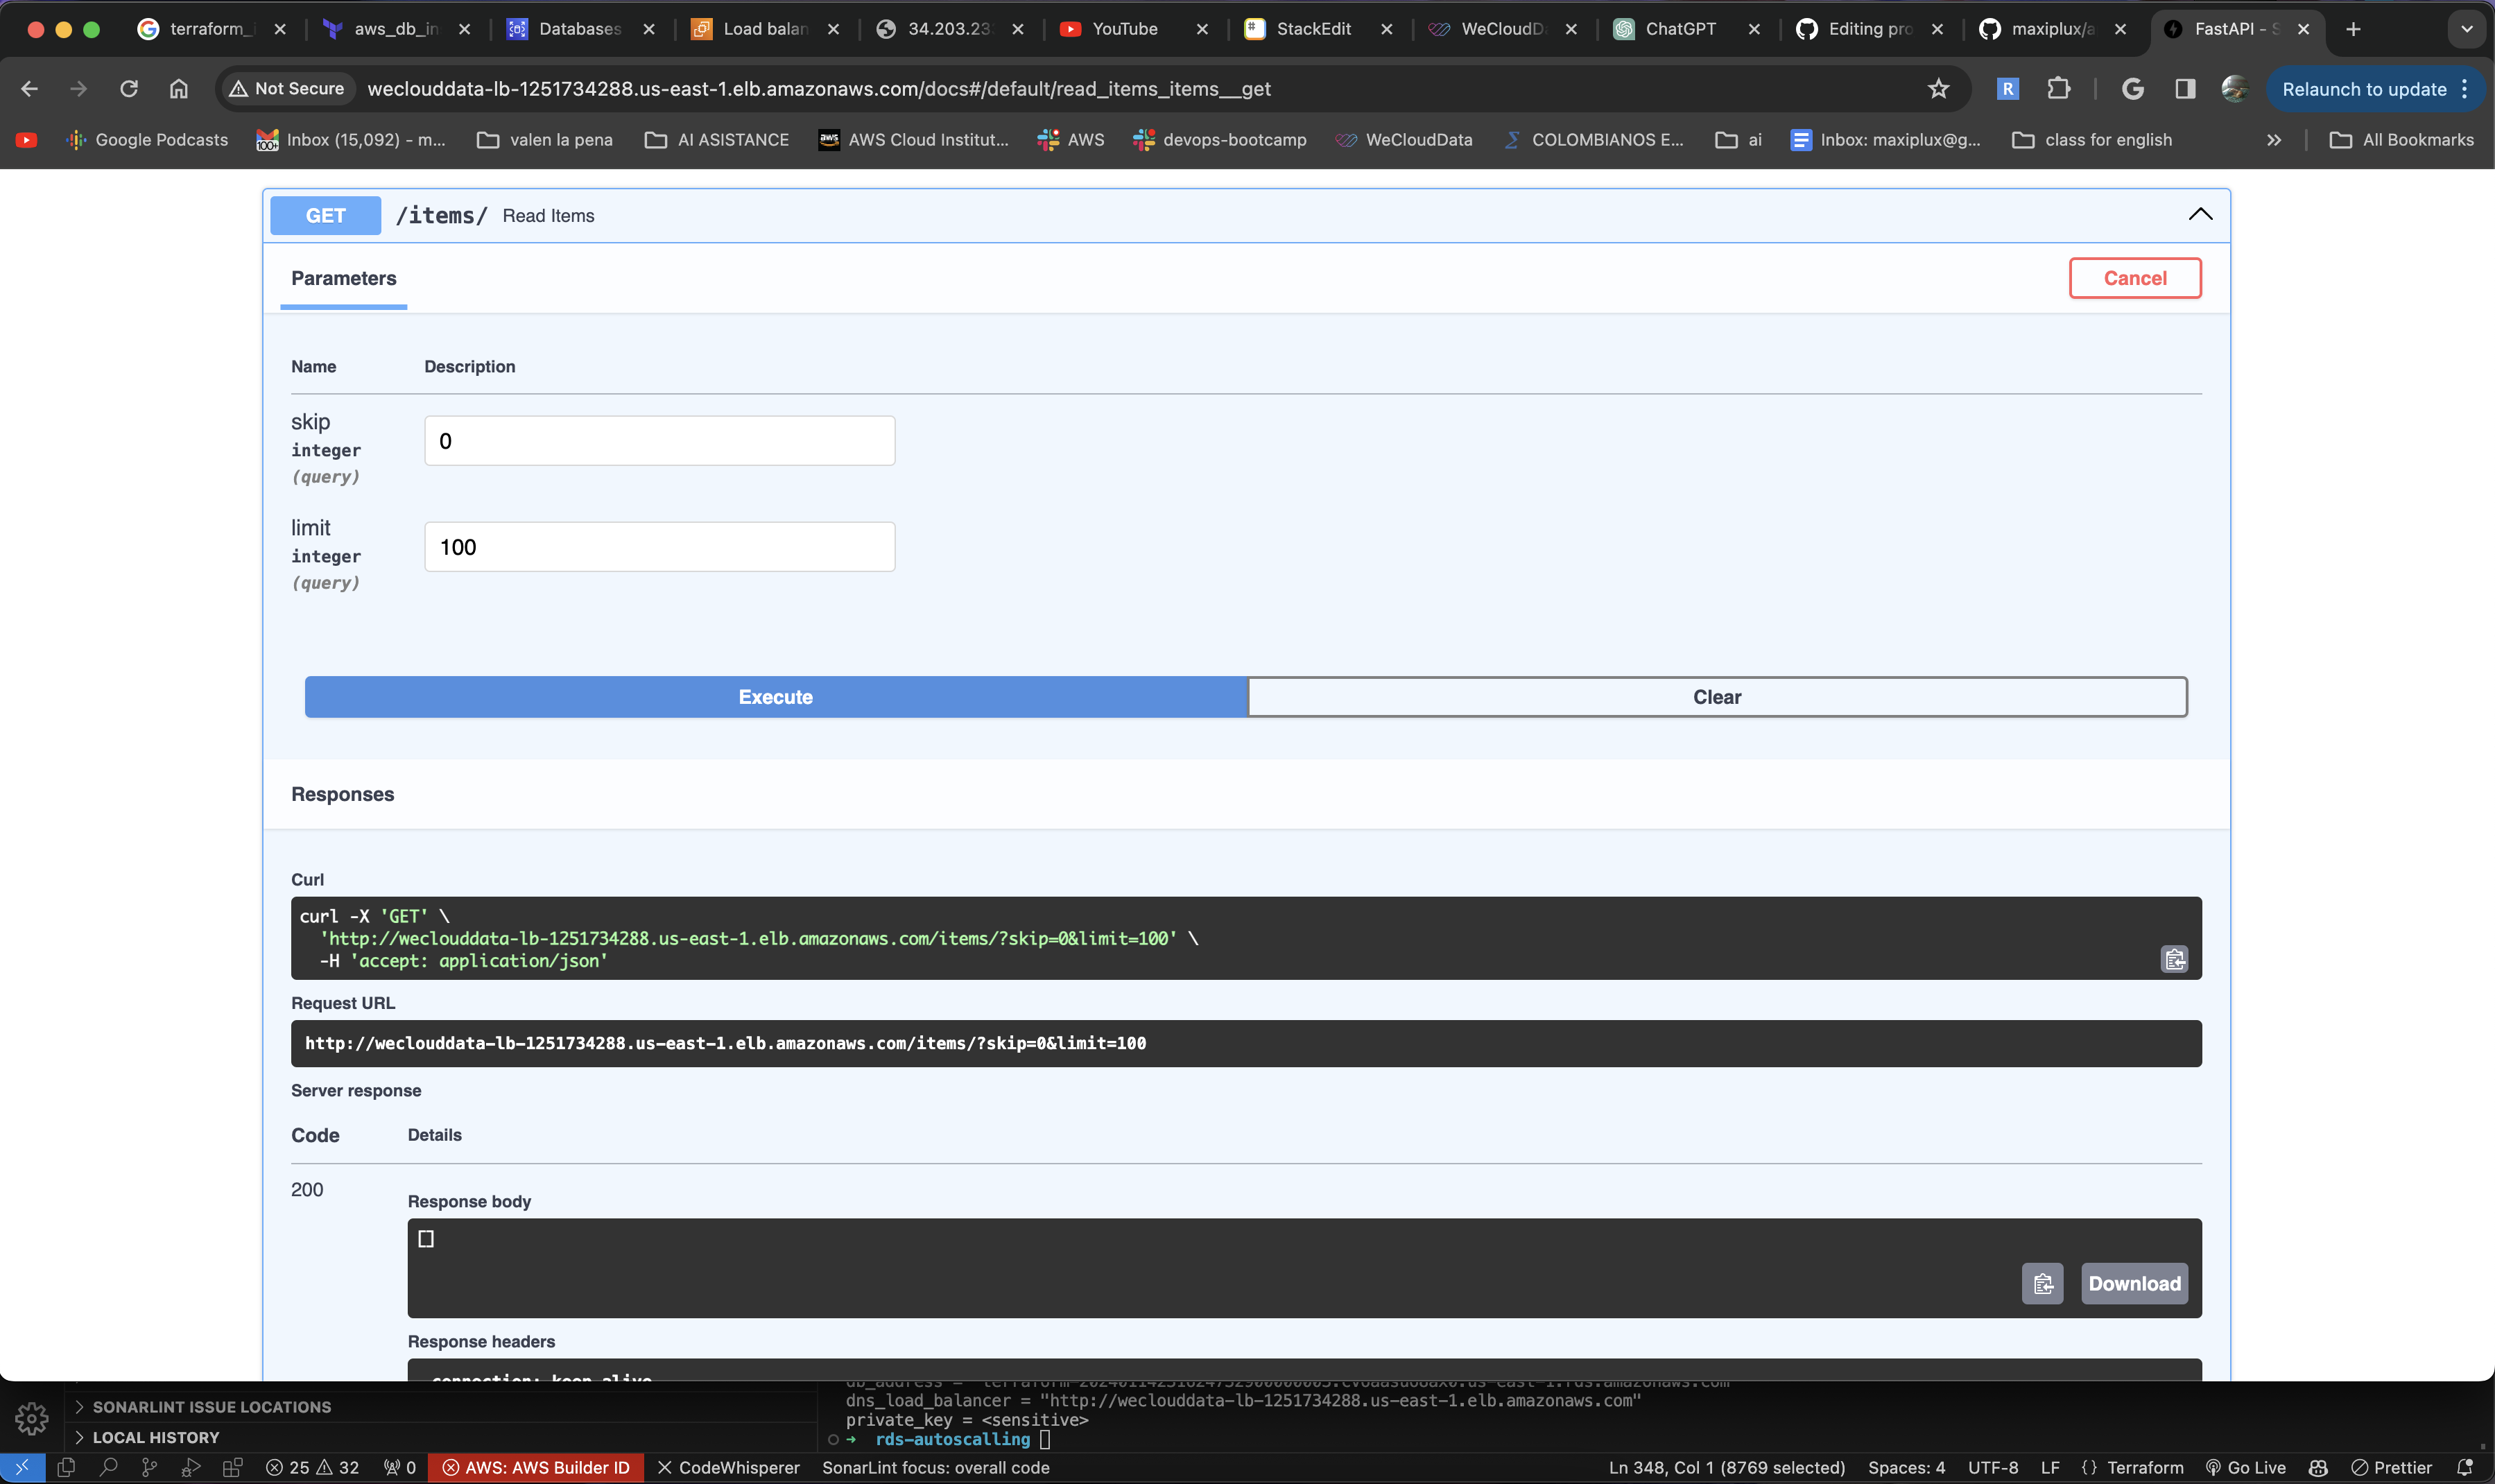 terraform_i
aws_db_in
Databases
Load balan
34.203.23
YouTube
StackEdit
WeCloudD
ChatGPT
Editing pro
maxiplux/a
FastAPI - S
Not Secure
weclouddata-lb-1251734288.us-east-1.elb.amazonaws.com/docs#/default/read_items_items__get
R
Relaunch to update
Google Podcasts
100+
Inbox (15,092) - m...
valen la pena
AI ASISTANCE
aws
AWS Cloud Institut...
AWS
devops-bootcamp
WeCloudData
COLOMBIANOS E...
ai
Inbox: maxiplux@g...
class for english
All Bookmarks
GET /items/ Read Items
Parameters
Cancel
Name Description
skip
integer
(query)
0
limit
integer
(query)
100
Execute
Clear
Responses
Curl
curl -X 'GET' \
'http://weclouddata-lb-1251734288.us-east-1.elb.amazonaws.com/items/?skip=0&limit=100' \
-H 'accept: application/json'
Request URL
http://weclouddata-lb-1251734288.us-east-1.elb.amazonaws.com/items/?skip=0&limit=100
Server response
Code Details
200
Response body
[]
Download
Response headers
connection: keep-alive
dns_load_balancer = "http://weclouddata-lb-1251734288.us-east-1.elb.amazonaws.com"
private_key = <sensitive>
rds-autoscalling
SONARLINT ISSUE LOCATIONS
LOCAL HISTORY
25 32
0
AWS: AWS Builder ID
CodeWhisperer
SonarLint focus: overall code
Ln 348, Col 1 (8769 selected)
Spaces: 4
UTF-8
LF
{} Terraform
Go Live
Prettier